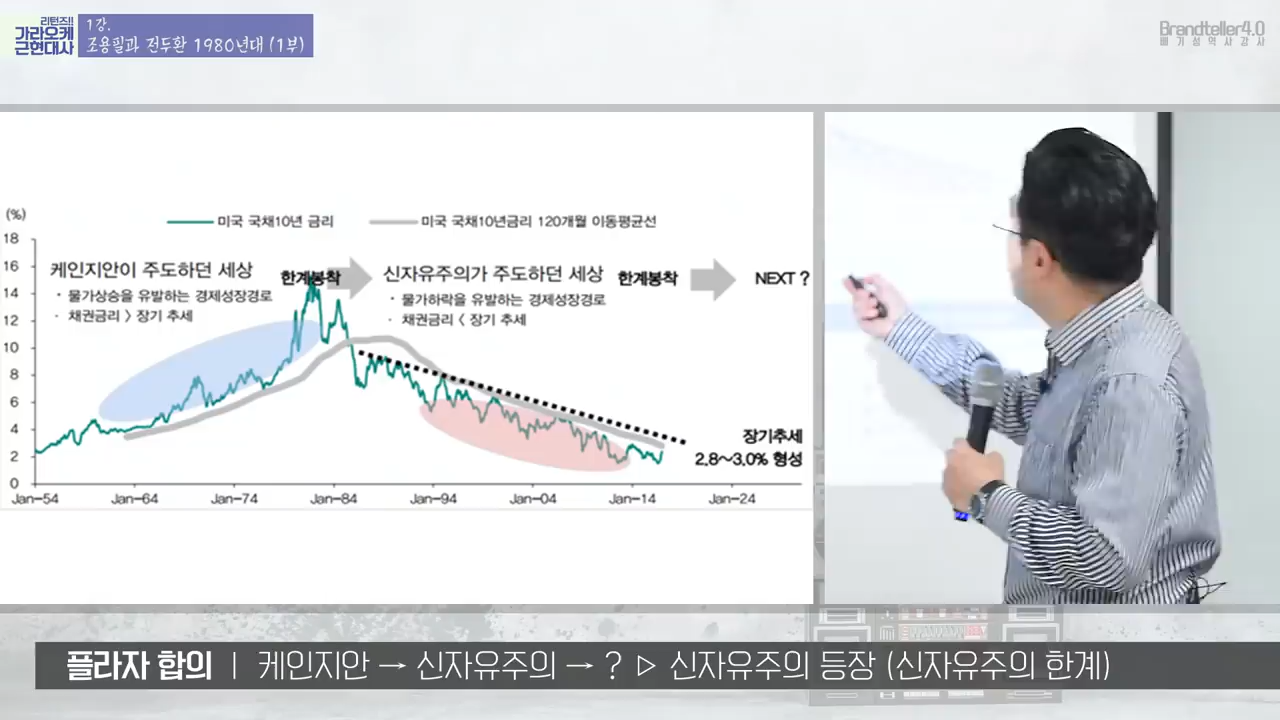 리턴즈!!
가라오케
근현대사
1강.
조용필과 전두환 1980년대 (1부)
Brandteller4.0
배기성역사강사
(%)
미국 국채10년 금리
미국 국채10년금리 120개월 이동평균선
18
16
14
12
10
8
6
4
2
0
케인지안이 주도하던 세상
· 물가상승을 유발하는 경제성장경로
· 채권금리 > 장기 추세
한계봉착
신자유주의가 주도하던 세상
· 물가하락을 유발하는 경제성장경로
· 채권금리 < 장기 추세
한계봉착
NEXT ?
장기추세
2.8~3.0% 형성
Jan-54 Jan-64 Jan-74 Jan-84 Jan-94 Jan-04 Jan-14 Jan-24
플라자 합의 | 케인지안 → 신자유주의 → ? ▷ 신자유주의 등장 (신자유주의 한계)